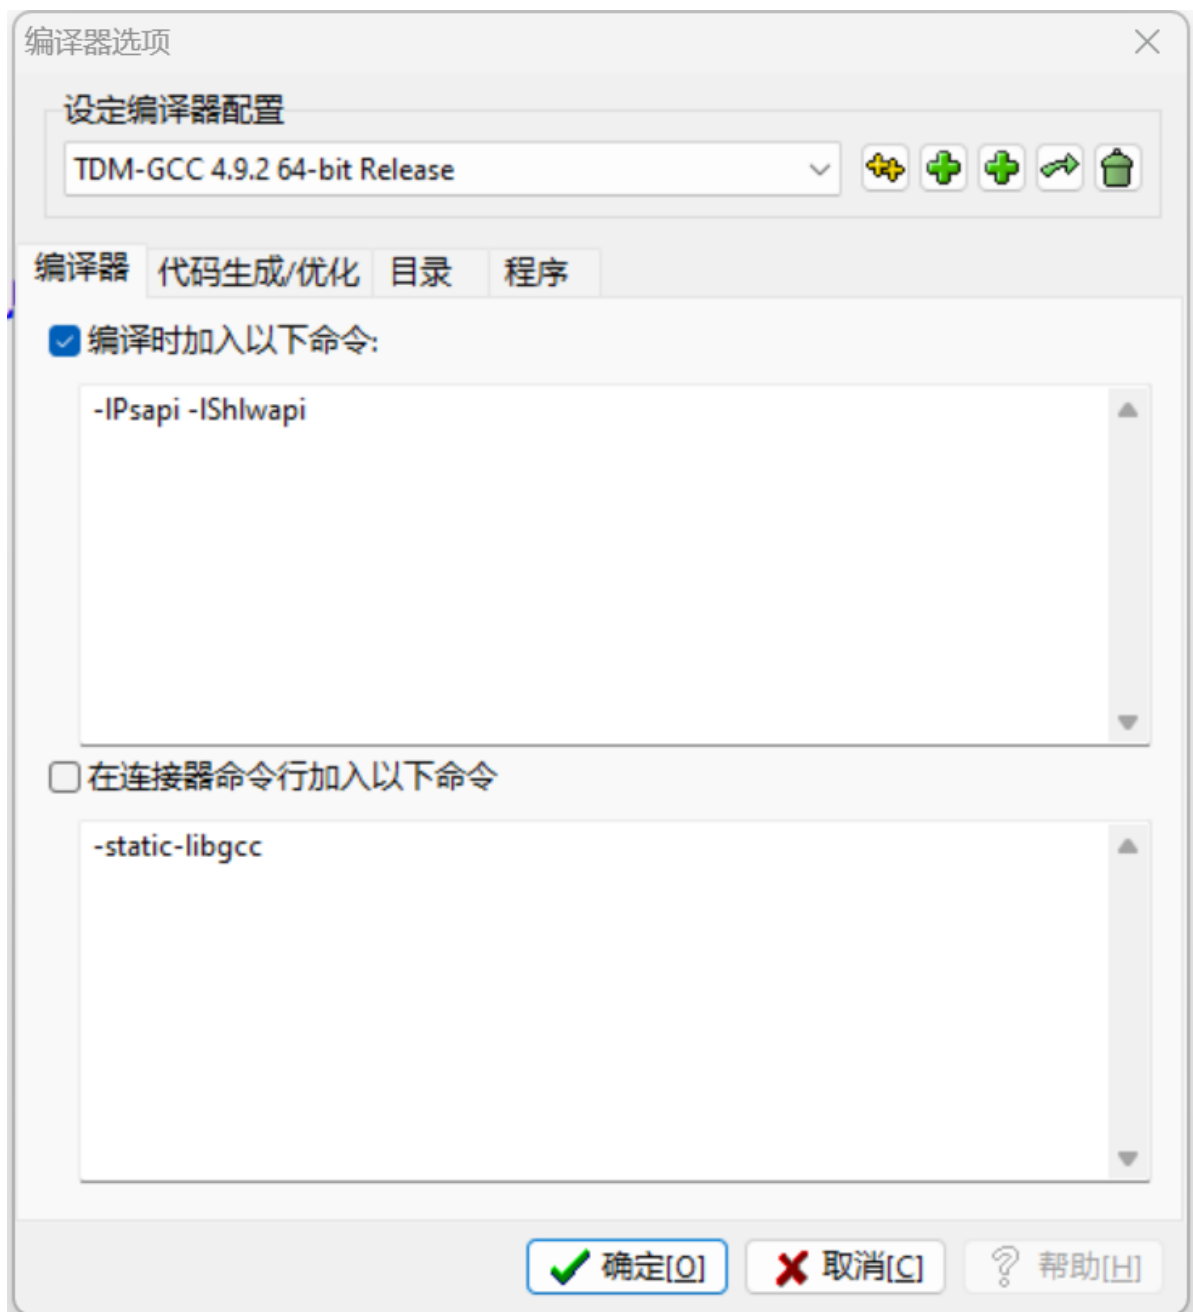 编译器选项
设定编译器配置
TDM-GCC 4.9.2 64-bit Release
编译器 代码生成/优化 目录 程序
编译时加入以下命令:
-lPsapi -lShlwapi
在连接器命令行加入以下命令
-static-libgcc
确定[O] 取消[C] 帮助[H]